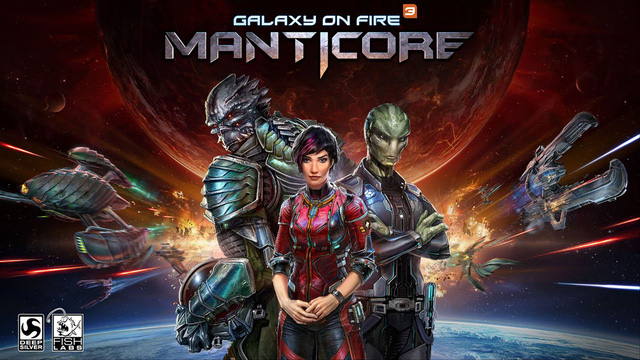 GALAXY ON FIRE 3
MANTICORE
DEEP
SILVER
FISH
LABS